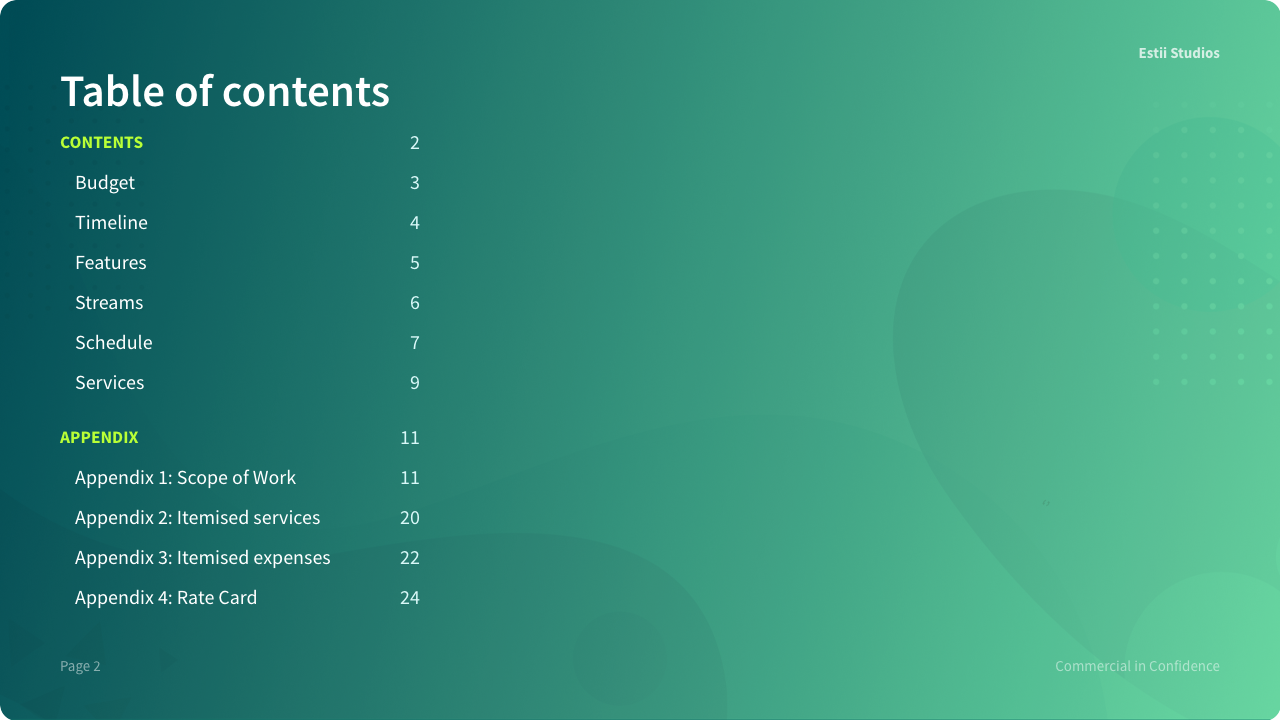 Estii Studios
Table of contents
CONTENTS 2
Budget 3
Timeline 4
Features 5
Streams 6
Schedule 7
Services 9
APPENDIX 11
Appendix 1: Scope of Work 11
Appendix 2: Itemised services 20
Appendix 3: Itemised expenses 22
Appendix 4: Rate Card 24
Page 2
Commercial in Confidence